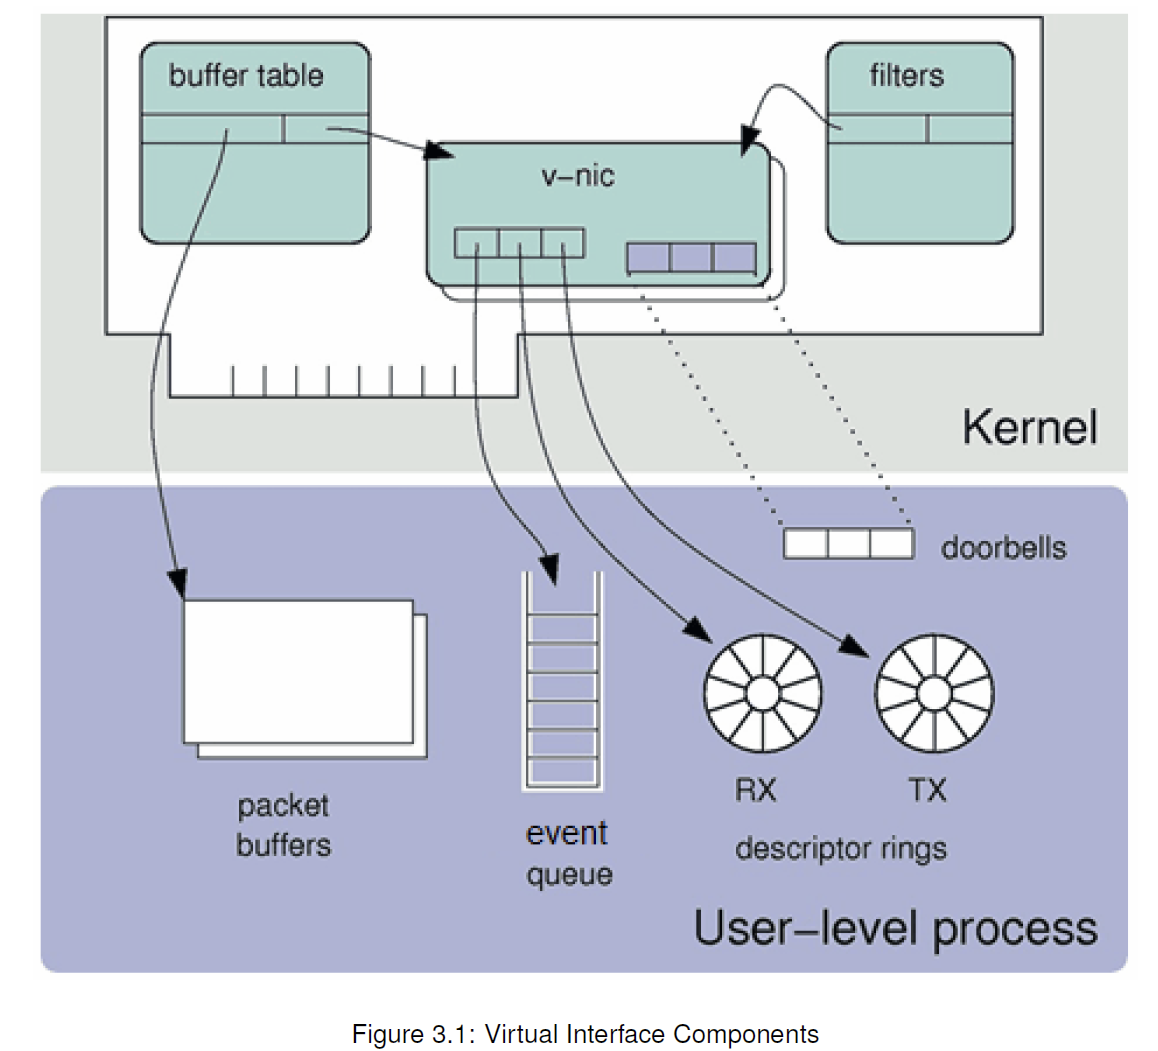 buffer table
filters
v–nic
Kernel
doorbells
packet
buffers
event
queue
RX
TX
descriptor rings
User–level process
Figure 3.1: Virtual Interface Components